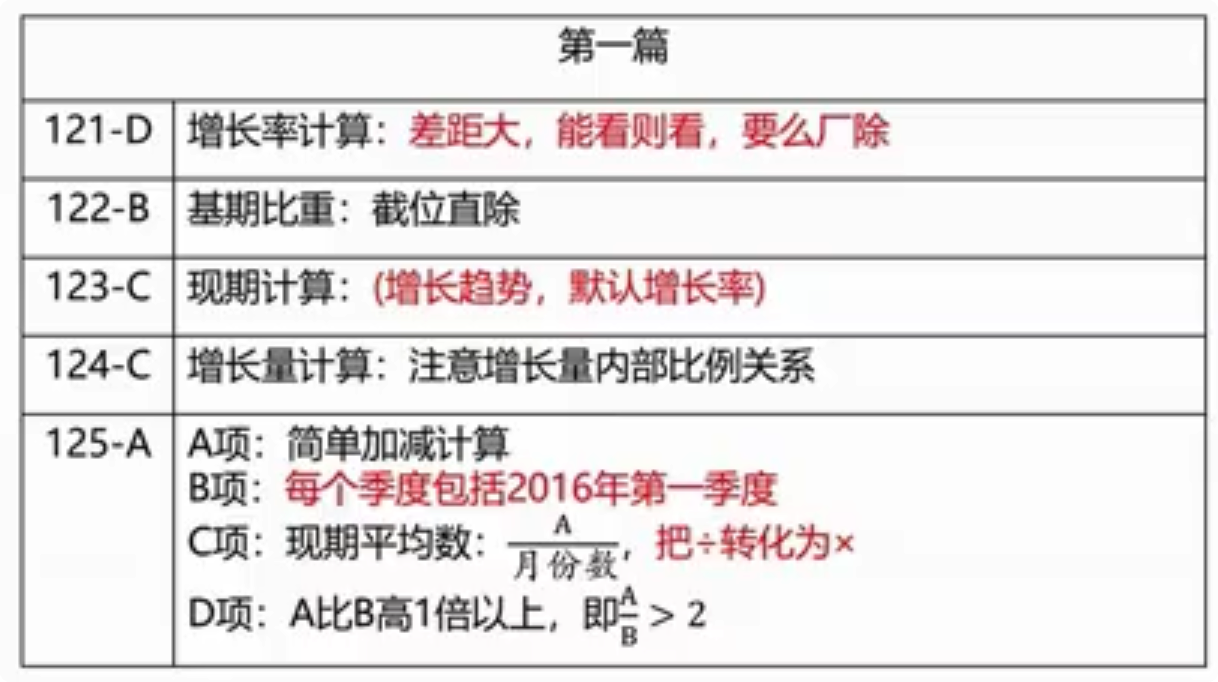 第一篇
121-D 增长率计算：差距大，能看则看，要么厂除
122-B 基期比重：截位直除
123-C 现期计算：(增长趋势，默认增长率)
124-C 增长量计算：注意增长量内部比例关系
125-A A项：简单加减计算
B项：每个季度包括2016年第一季度
C项：现期平均数：A/月份数，把÷转化为×
D项：A比B高1倍以上，即A/B > 2